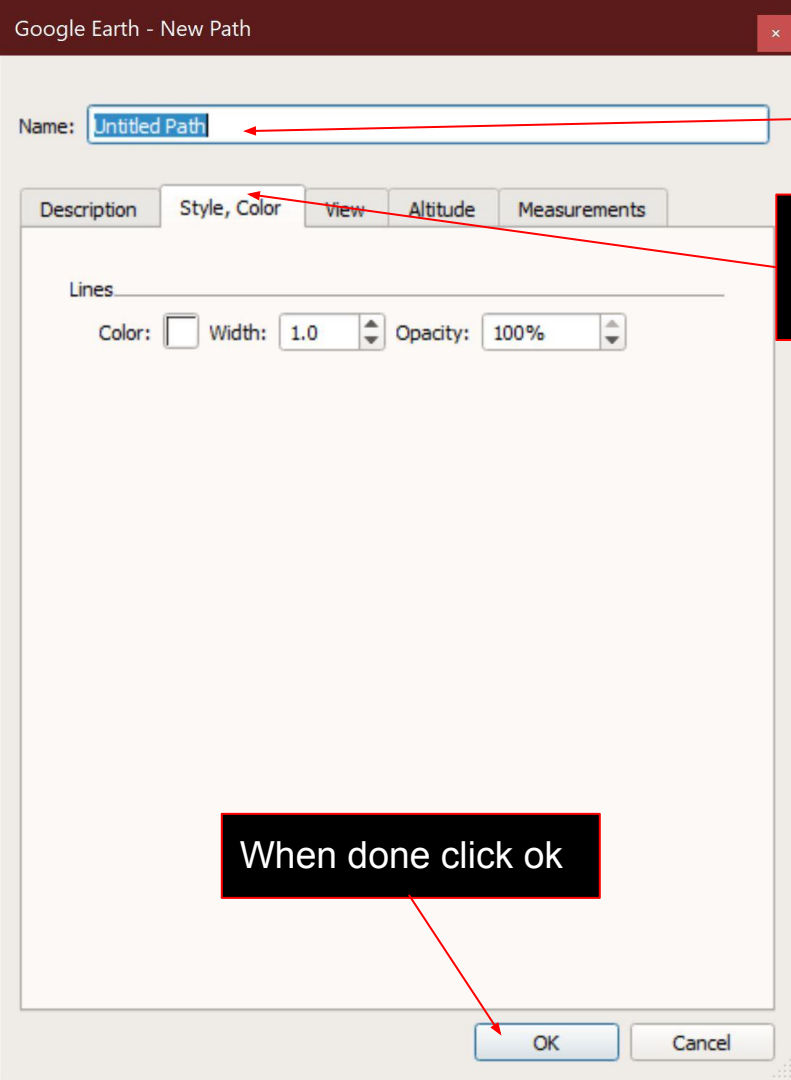 Google Earth - New Path
Name: Untitled Path
Description Style, Color View Altitude Measurements
Lines
Color: Width: 1.0 Opacity: 100%
When done click ok
OK Cancel